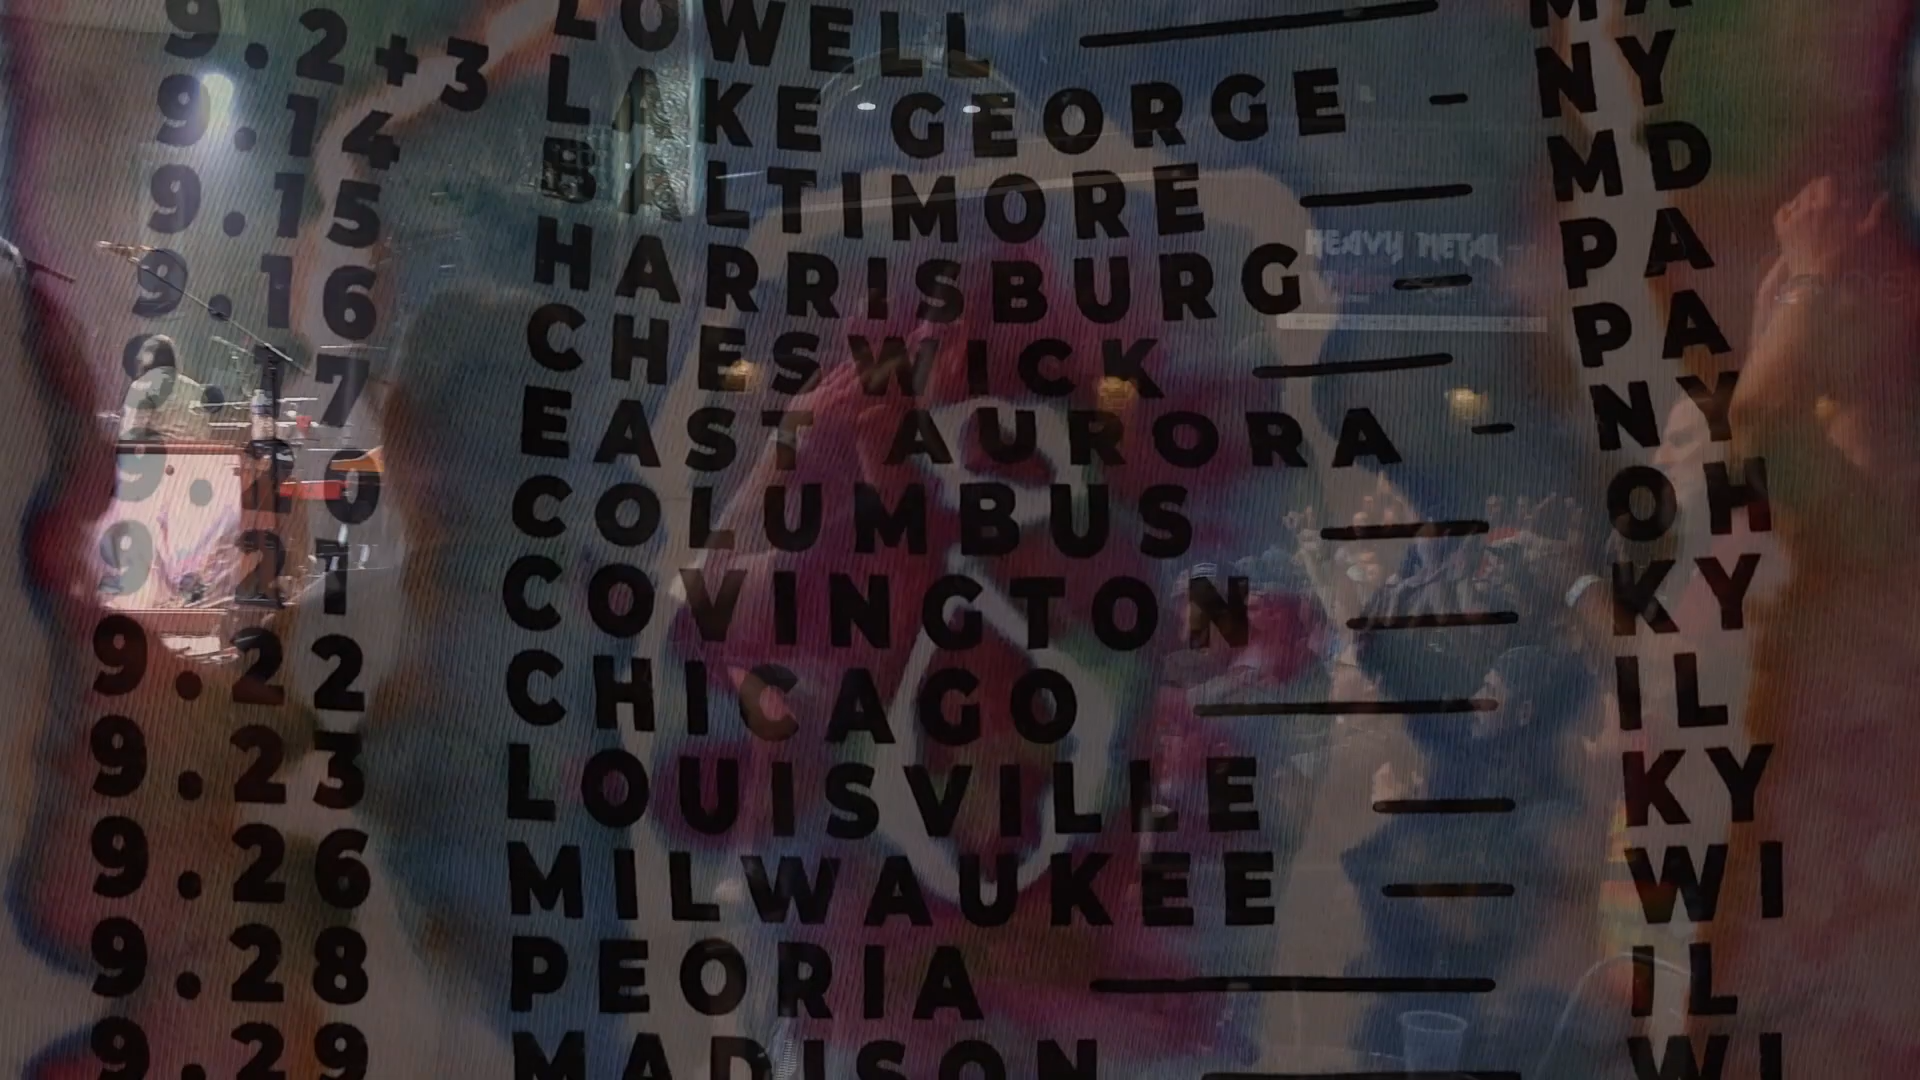 9.2+3 LOWELL MA
9.14 LAKE GEORGE - NY
9.15 BALTIMORE — MD
9.16 HARRISBURG - PA
9.17 CHESWICK — PA
9.20 EAST AURORA - NY
9.21 COLUMBUS — OH
9.22 COVINGTON — KY
9.23 CHICAGO — IL
9.26 LOUISVILLE — KY
9.28 MILWAUKEE — WI
9.29 PEORIA — IL
MADISON — WI
HEAVY METAL